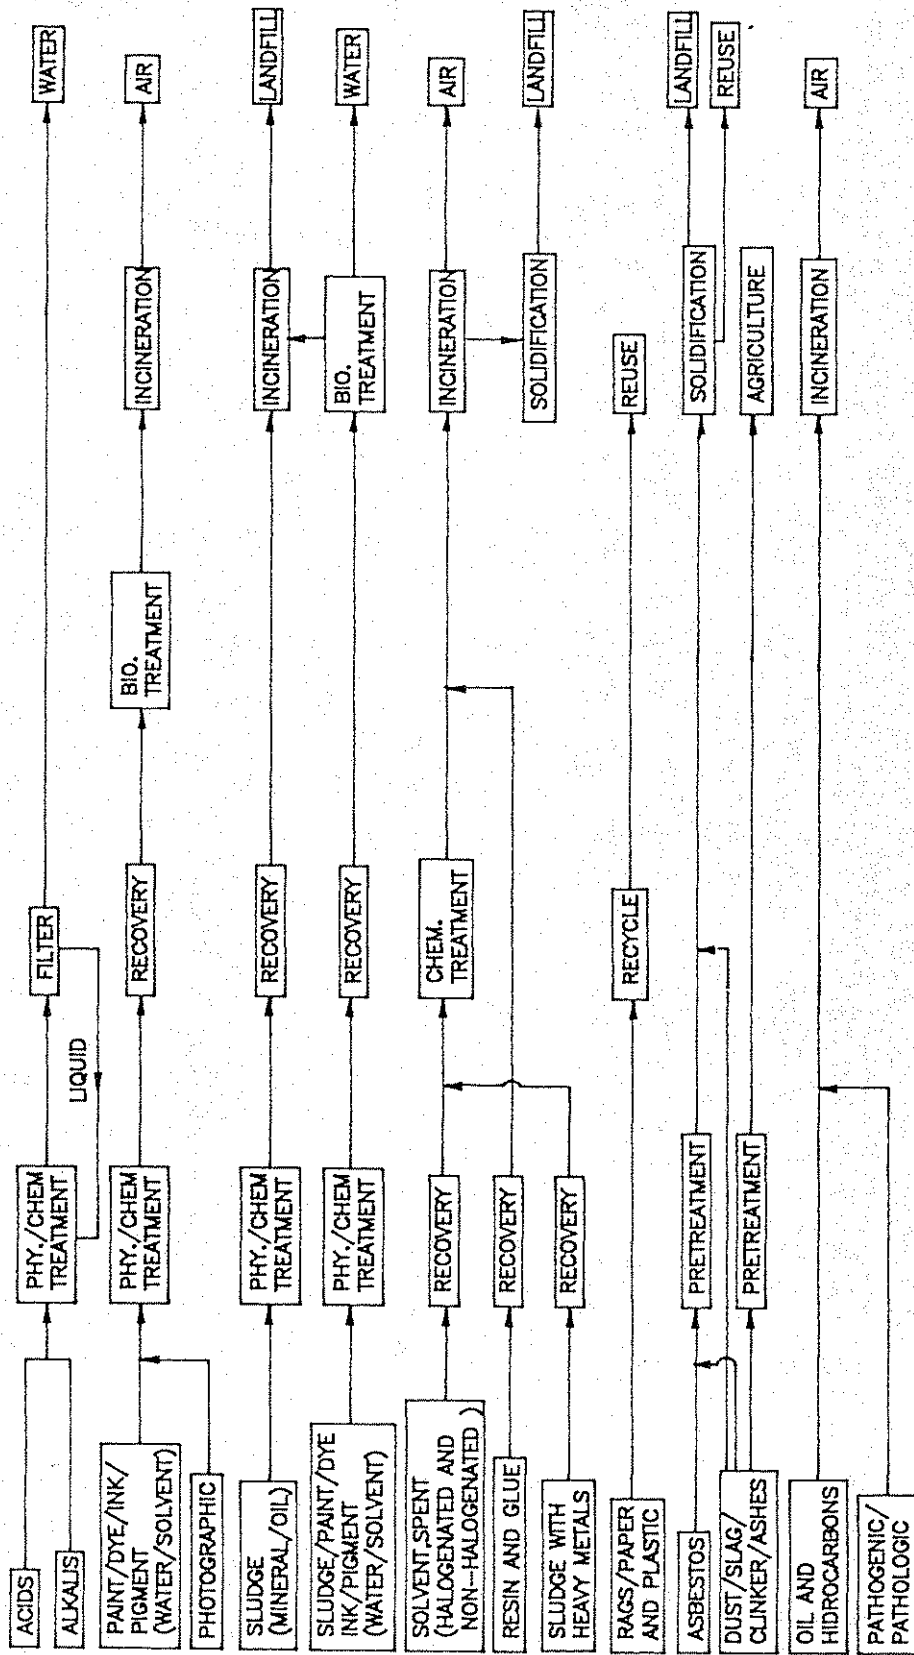 ACIDS
ALKALIS
PHY./CHEM
TREATMENT
FILTER
LIQUID
WATER
PAINT/DYE/INK/
PIGMENT
(WATER/SOLVENT)
PHOTOGRAPHIC
PHY./CHEM
TREATMENT
RECOVERY
BIO.
TREATMENT
INCINERATION
AIR
SLUDGE
(MINERAL/OIL)
PHY./CHEM
TREATMENT
RECOVERY
INCINERATION
LANDFILL
SLUDGE/PAINT/DYE
INK/PIGMENT
(WATER/SOLVENT)
PHY./CHEM
TREATMENT
RECOVERY
BIO.
TREATMENT
WATER
SOLVENT,SPENT
(HALOGENATED AND
NON-HALOGENATED )
RECOVERY
CHEM.
TREATMENT
INCINERATION
AIR
RESIN AND GLUE
RECOVERY
SOLIDIFICATION
LANDFILL
SLUDGE WITH
HEAVY METALS
RECOVERY
RAGS/PAPER
AND PLASTIC
RECYCLE
REUSE
ASBESTOS
PRETREATMENT
SOLIDIFICATION
LANDFILL
REUSE
DUST/SLAG/
CLINKER/ASHES
PRETREATMENT
AGRICULTURE
OIL AND
HIDROCARBONS
INCINERATION
AIR
PATHOGENIC/
PATHOLOGIC